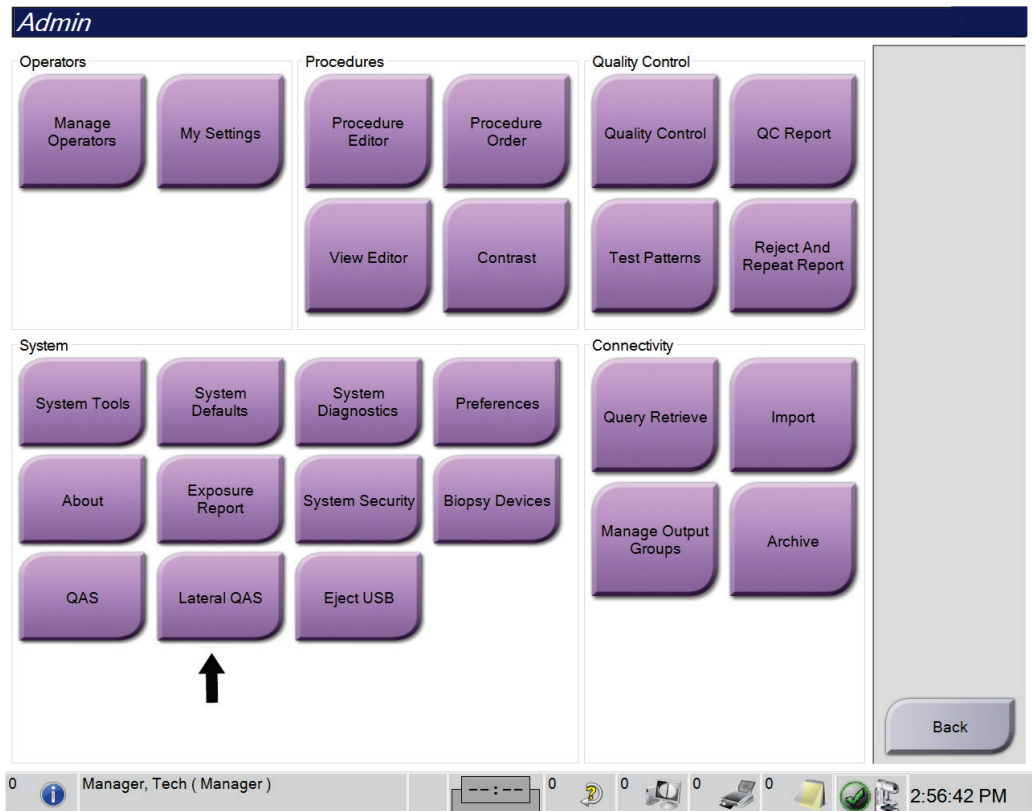 Admin
Operators
Manage
Operators
My Settings
Procedures
Procedure
Editor
Procedure
Order
View Editor
Contrast
Quality Control
Quality Control
QC Report
Test Patterns
Reject And
Repeat Report
System
System Tools
System
Defaults
System
Diagnostics
Preferences
About
Exposure
Report
System Security
Biopsy Devices
QAS
Lateral QAS
Eject USB
Connectivity
Query Retrieve
Import
Manage Output
Groups
Archive
Back
0
Manager, Tech ( Manager )
--:--
0
0
0
0
2:56:42 PM